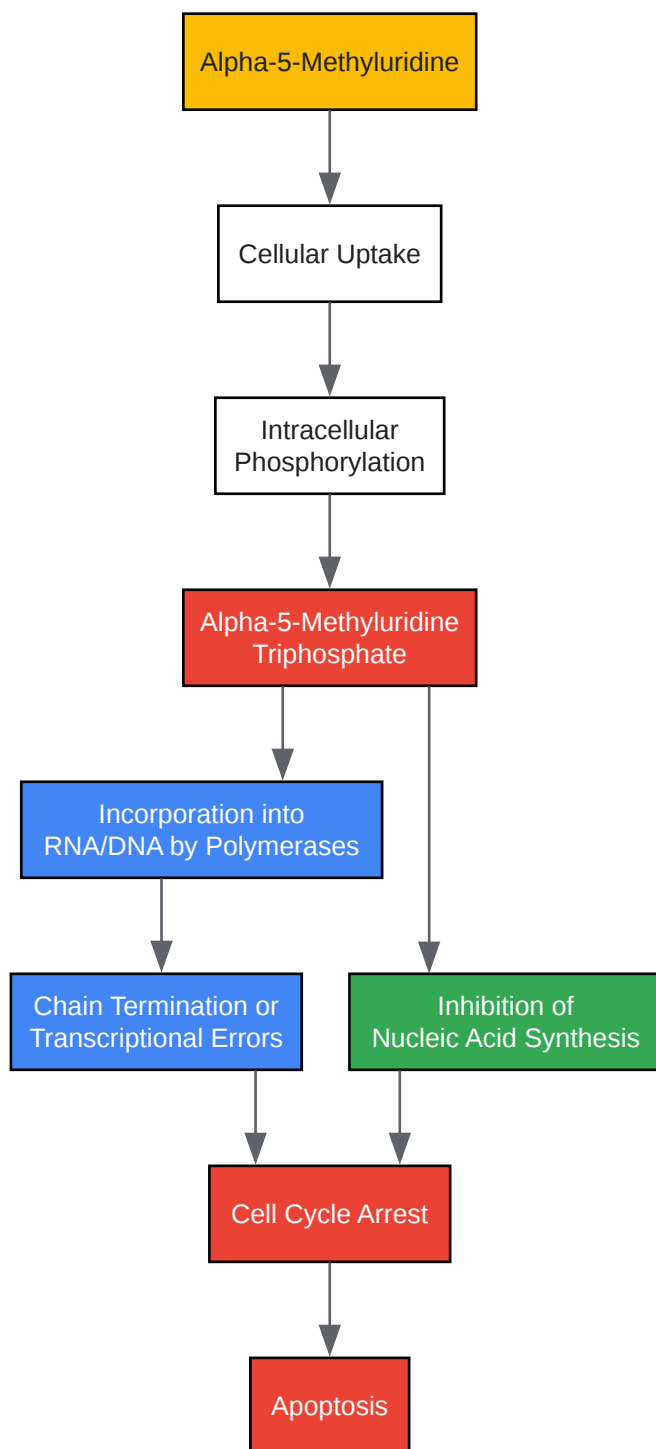 Alpha-5-Methyluridine
Cellular Uptake
Intracellular
Phosphorylation
Alpha-5-Methyluridine
Triphosphate
Incorporation into
RNA/DNA by Polymerases
Chain Termination or
Transcriptional Errors
Inhibition of
Nucleic Acid Synthesis
Cell Cycle Arrest
Apoptosis